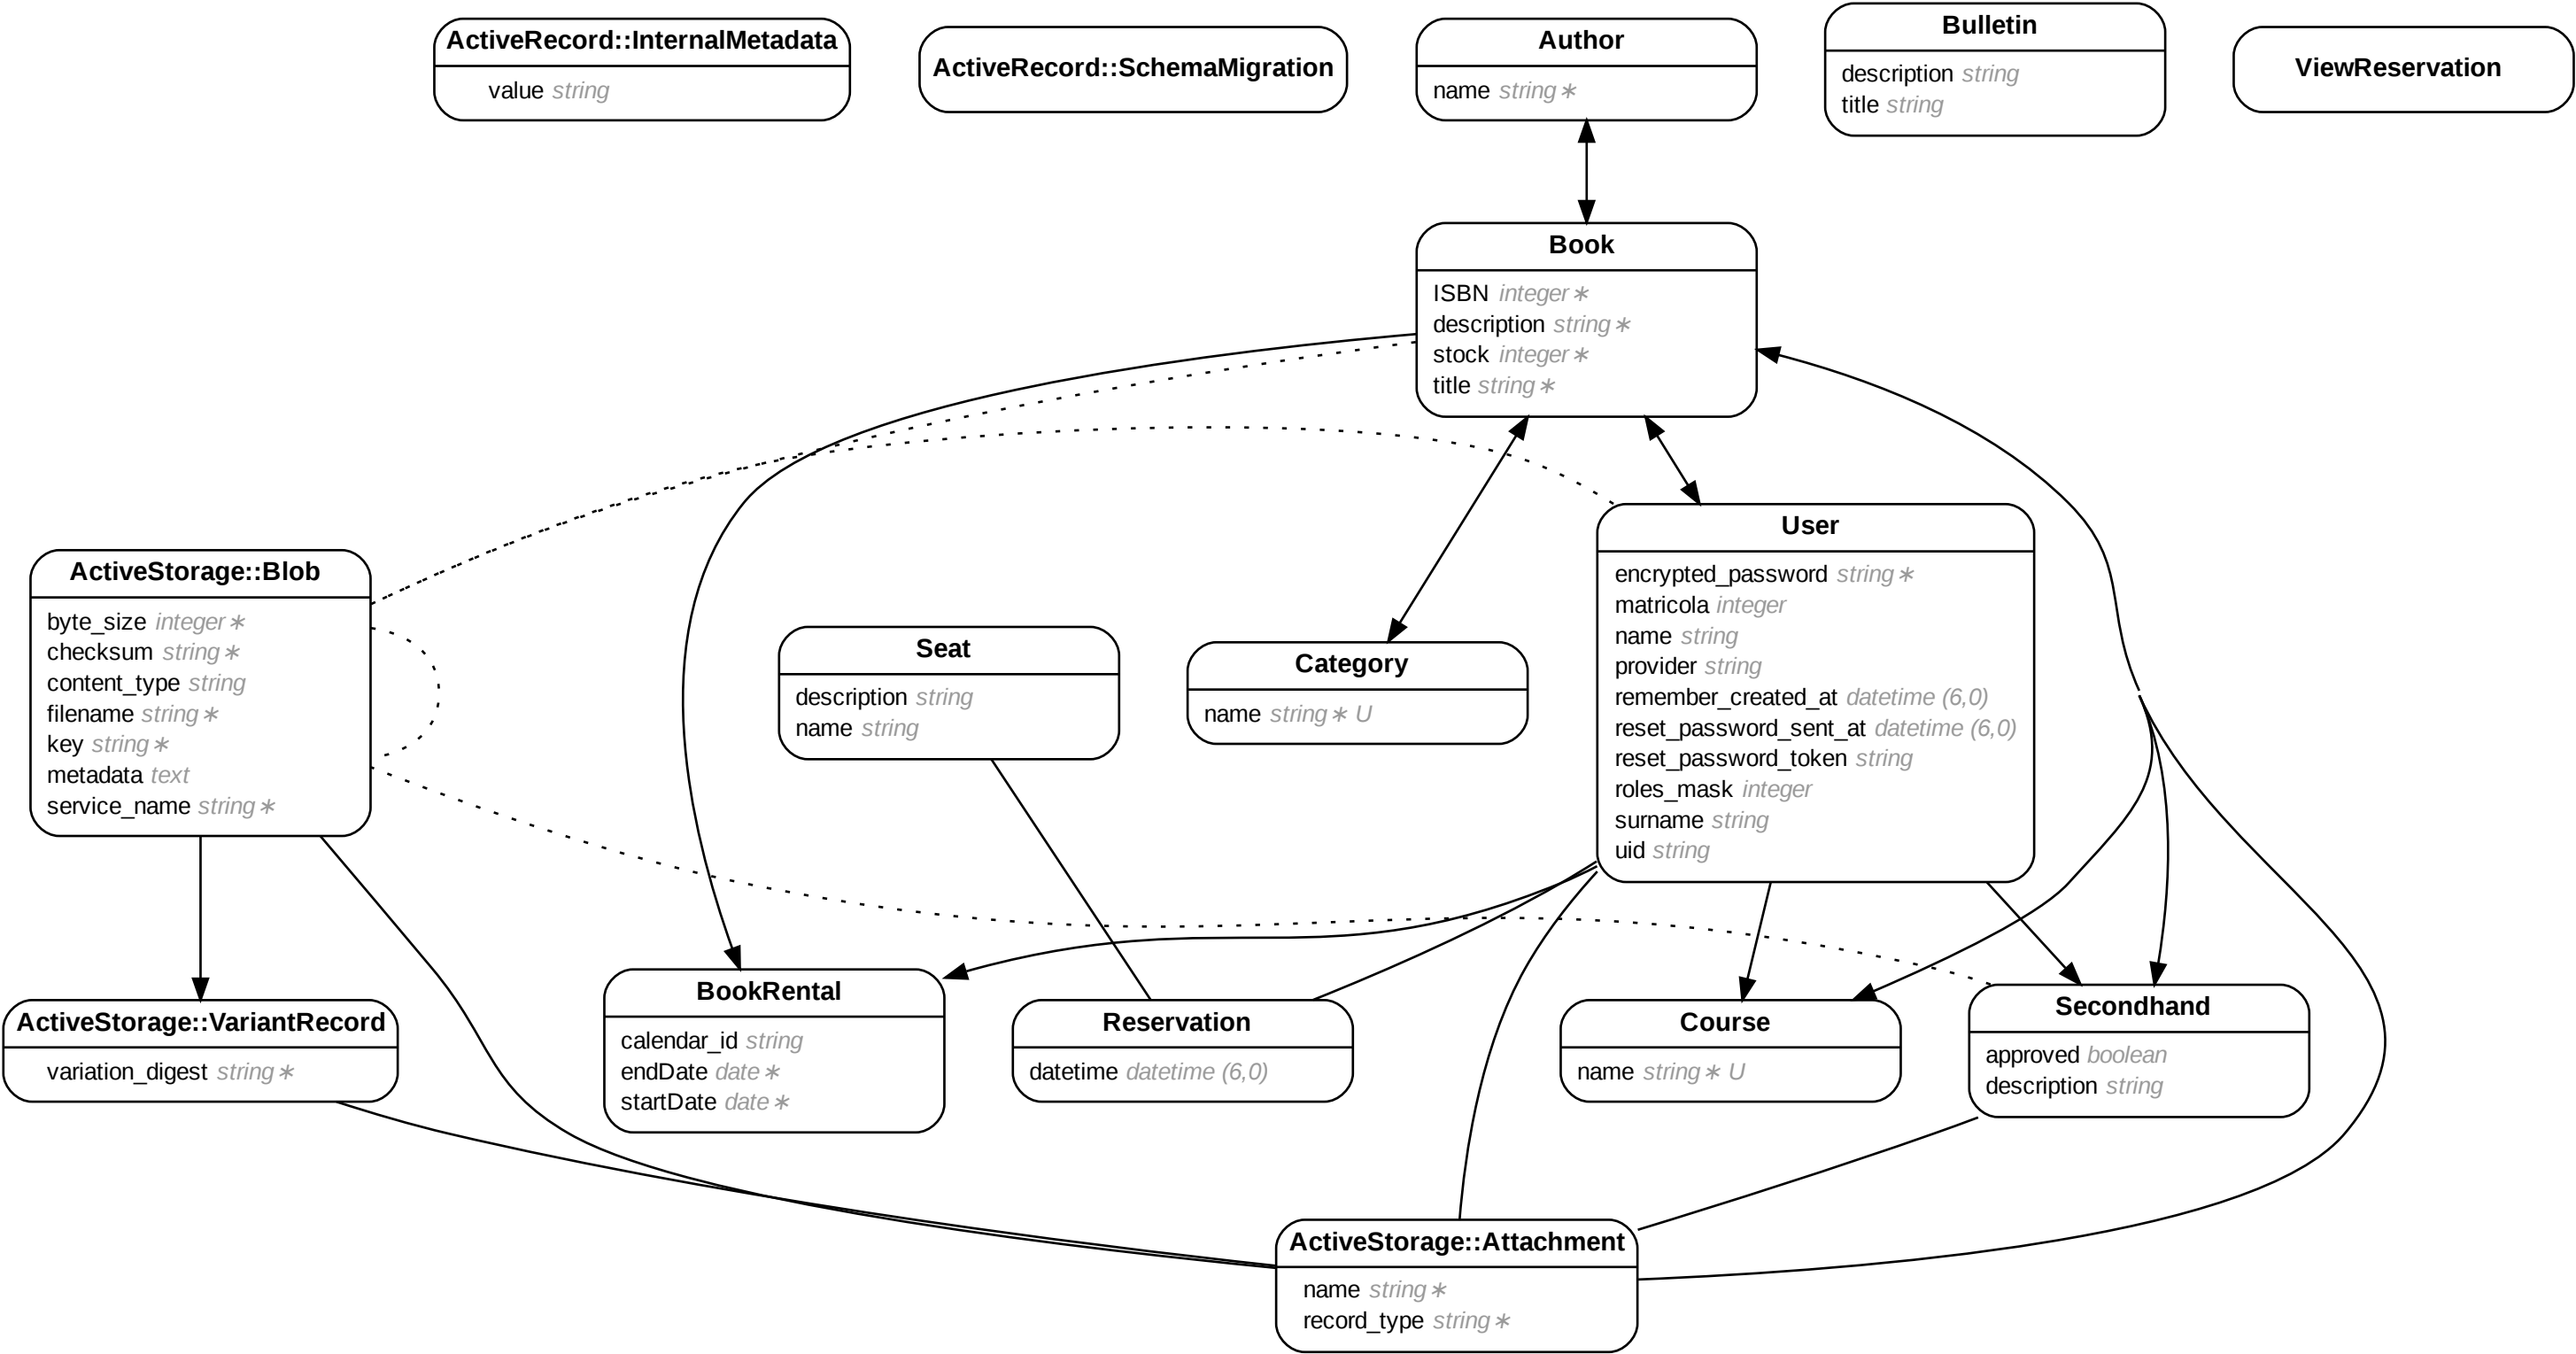 ActiveRecord::InternalMetadata
value string
ActiveRecord::SchemaMigration
Author
name string∗
Bulletin
description string
title string
ViewReservation
Book
ISBN integer∗
description string∗
stock integer∗
title string∗
User
encrypted_password string∗
matricola integer
name string
provider string
remember_created_at datetime (6,0)
reset_password_sent_at datetime (6,0)
reset_password_token string
roles_mask integer
surname string
uid string
ActiveStorage::Blob
byte_size integer∗
checksum string∗
content_type string
filename string∗
key string∗
metadata text
service_name string∗
Seat
description string
name string
Category
name string∗ U
ActiveStorage::VariantRecord
variation_digest string∗
BookRental
calendar_id string
endDate date∗
startDate date∗
Reservation
datetime datetime (6,0)
Course
name string∗ U
Secondhand
approved boolean
description string
ActiveStorage::Attachment
name string∗
record_type string∗